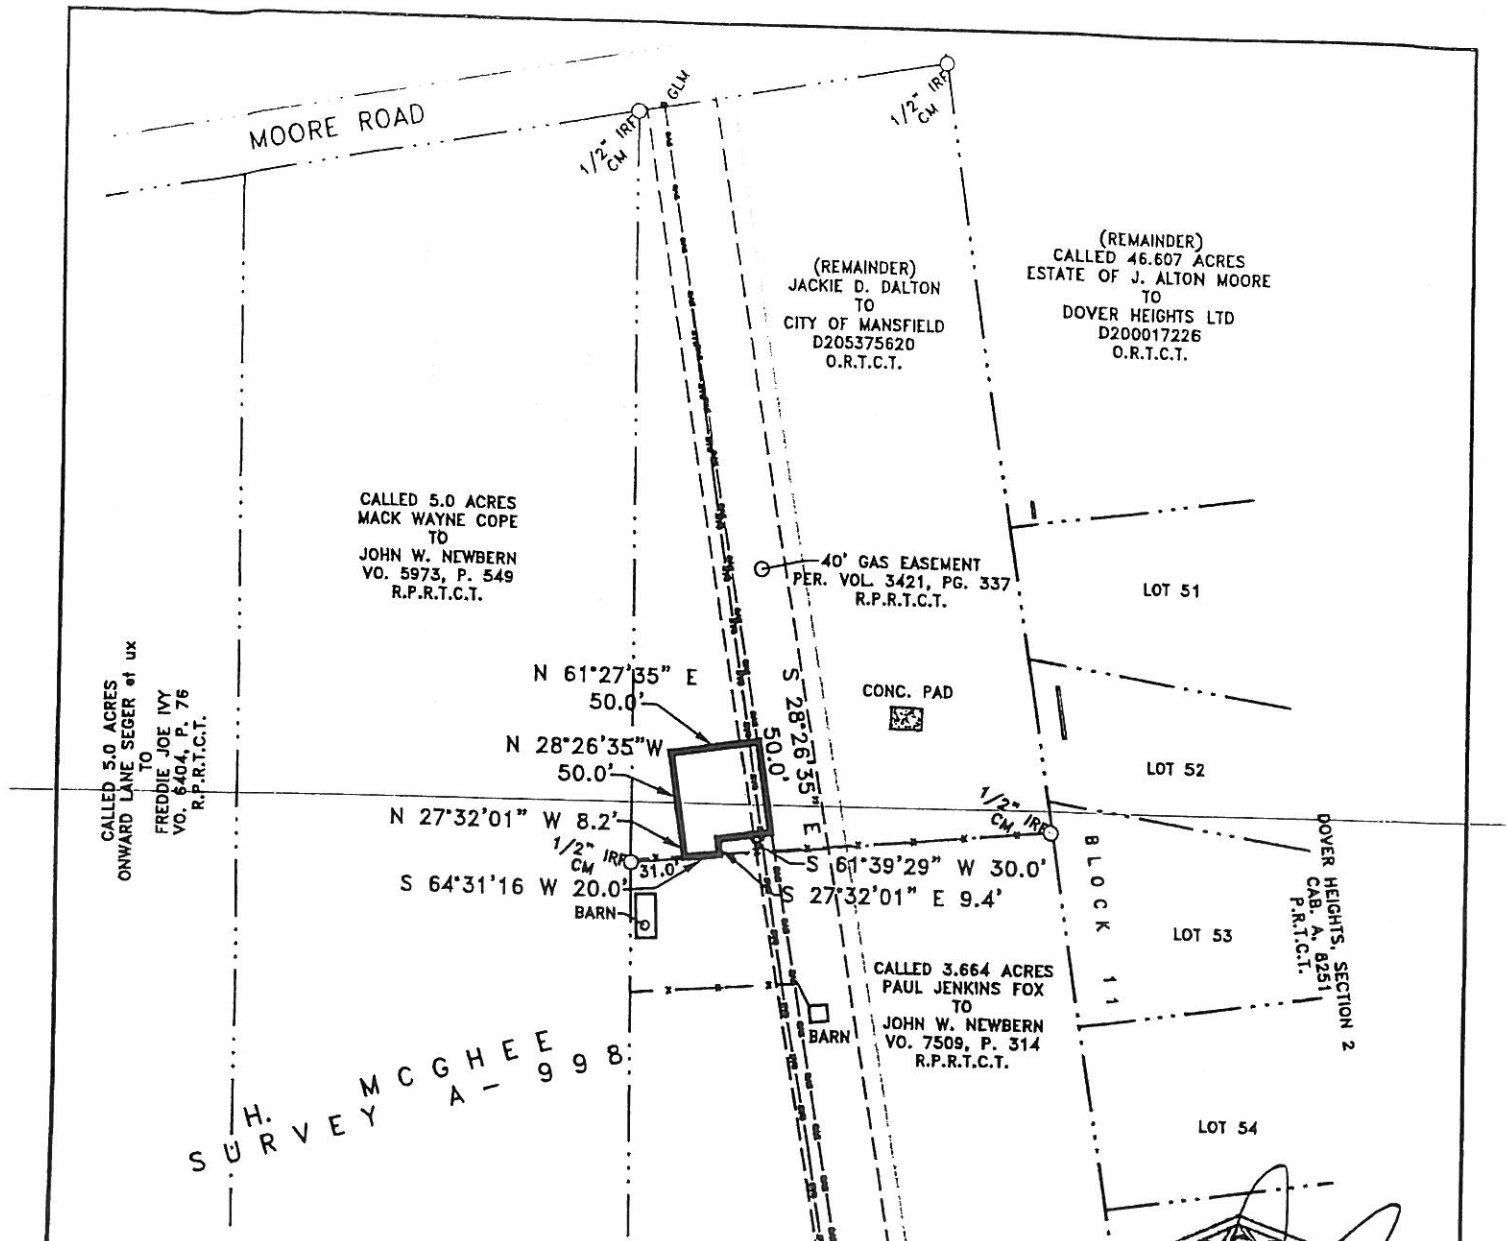 MOORE ROAD
1/2" IRF
CM
GLM
1/2" IRF
CM
(REMAINDER)
JACKIE D. DALTON
TO
CITY OF MANSFIELD
D205375620
O.R.T.C.T.
(REMAINDER)
CALLED 46.607 ACRES
ESTATE OF J. ALTON MOORE
TO
DOVER HEIGHTS LTD
D200017226
O.R.T.C.T.
CALLED 5.0 ACRES
MACK WAYNE COPE
TO
JOHN W. NEWBERN
VO. 5973, P. 549
R.P.R.T.C.T.
40' GAS EASEMENT
PER. VOL. 3421, PG. 337
R.P.R.T.C.T.
LOT 51
CALLED 5.0 ACRES
ONWARD LANE SEGER et ux
TO
FREDDIE JOE IVY
VO. 6404, P. 76
R.P.R.T.C.T.
N 61°27'35" E
50.0'
N 28°26'35"W
50.0'
S 28°26'35" E
50.0'
CONC. PAD
LOT 52
N 27°32'01" W 8.2'
1/2" IRF
CM
31.0'
S 64°31'16 W 20.0'
BARN
1/2" IRF
CM
S 61°39'29" W 30.0'
S 27°32'01" E 9.4'
BLOCK 11
LOT 53
DOVER HEIGHTS, SECTION 2
CAB. A, 8251
P.R.T.C.T.
CALLED 3.664 ACRES
PAUL JENKINS FOX
TO
JOHN W. NEWBERN
VO. 7509, P. 314
R.P.R.T.C.T.
BARN
H. MCGHEE
SURVEY A-998
LOT 54